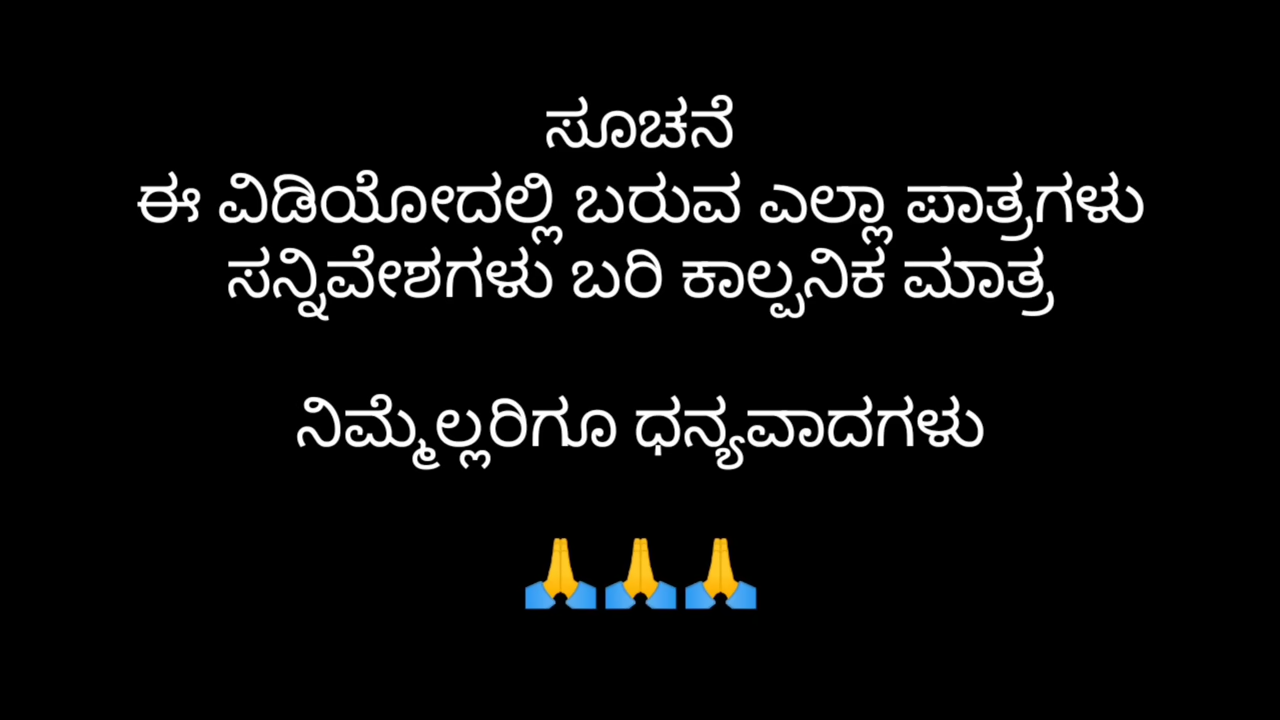 ಸೂಚನೆ
ಈ ವಿಡಿಯೋದಲ್ಲಿ ಬರುವ ಎಲ್ಲಾ ಪಾತ್ರಗಳು
ಸನ್ನಿವೇಶಗಳು ಬರಿ ಕಾಲ್ಪನಿಕ ಮಾತ್ರ
ನಿಮ್ಮೆಲ್ಲರಿಗೂ ಧನ್ಯವಾದಗಳು
🙏🙏🙏